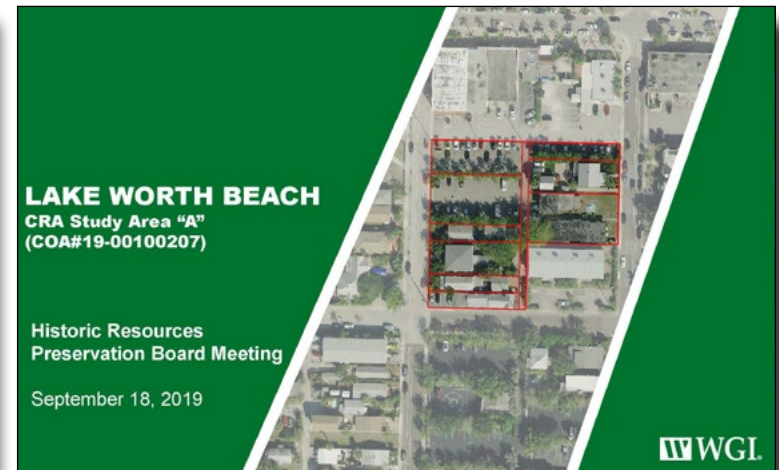 LAKE WORTH BEACH
CRA Study Area "A"
(COA#19-00100207)
Historic Resources
Preservation Board Meeting
September 18, 2019
WGI.